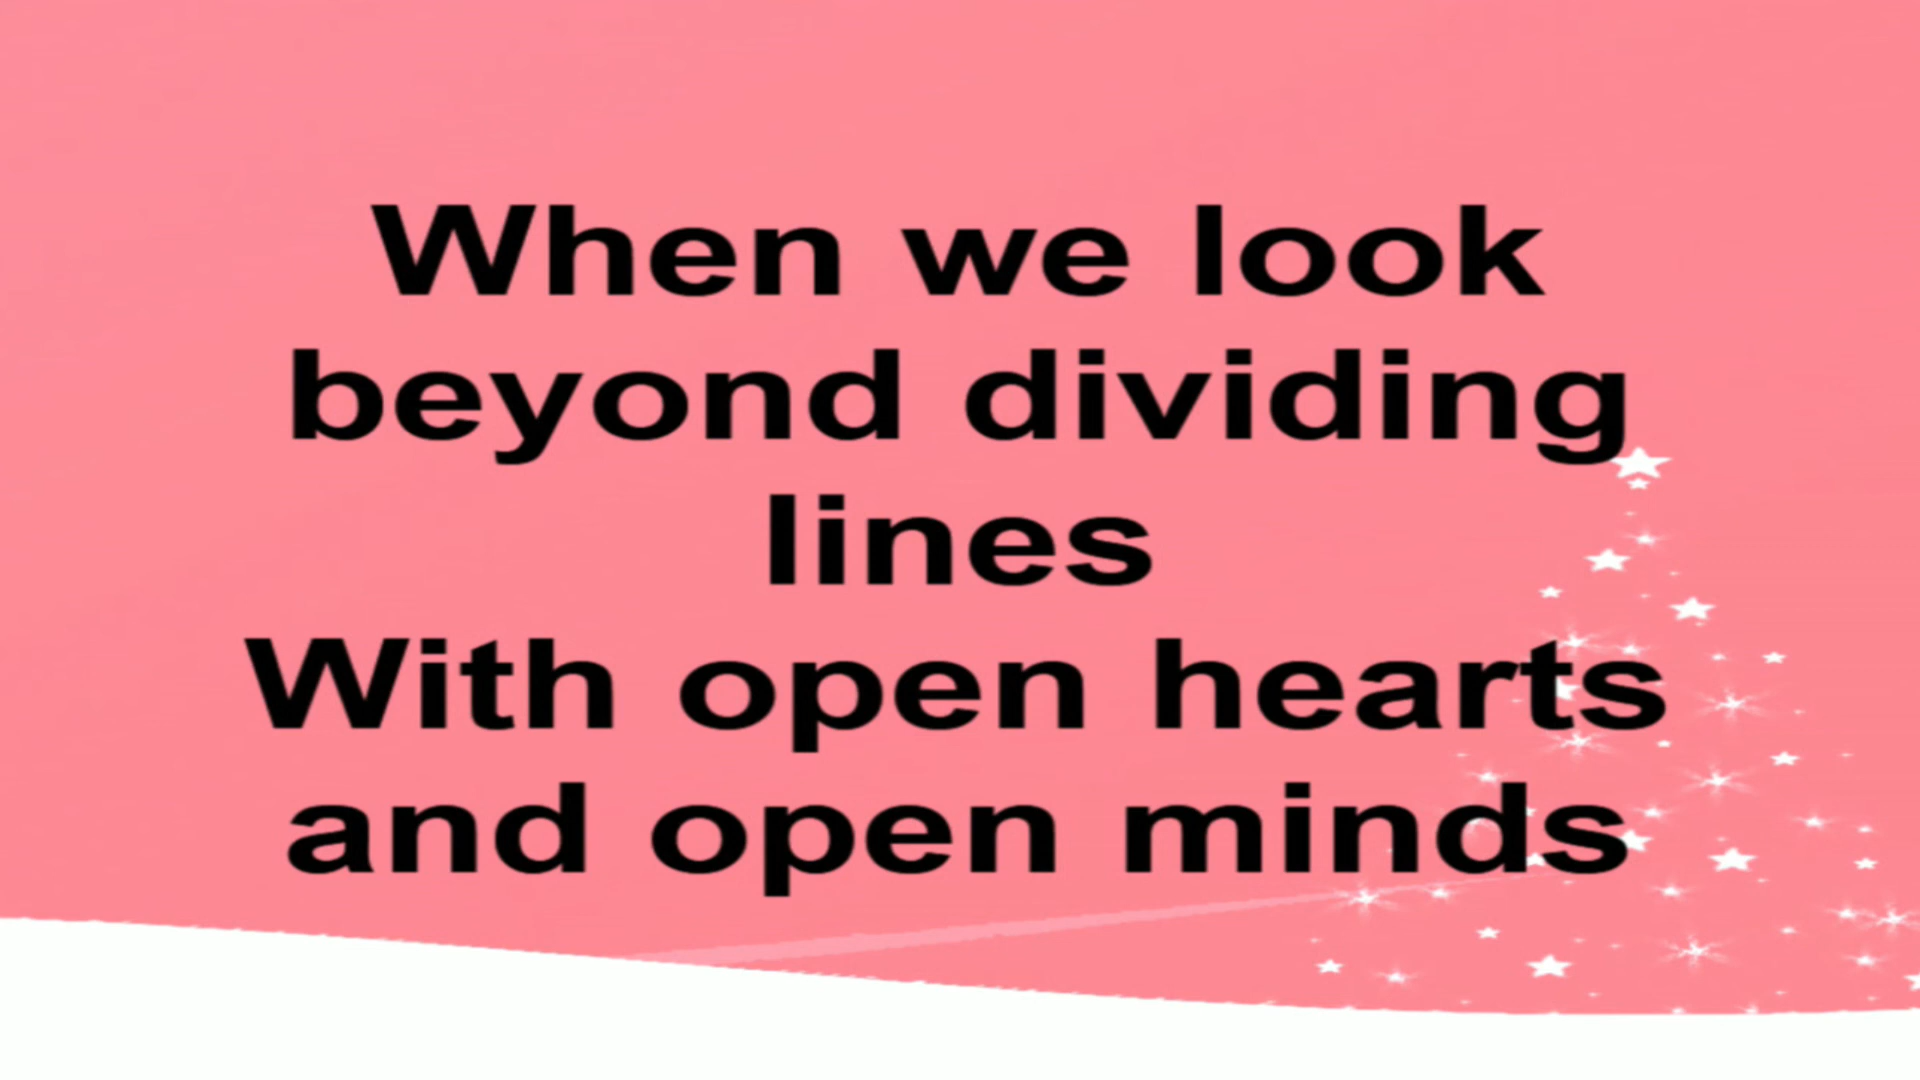 When we look
beyond dividing
lines
With open hearts
and open minds